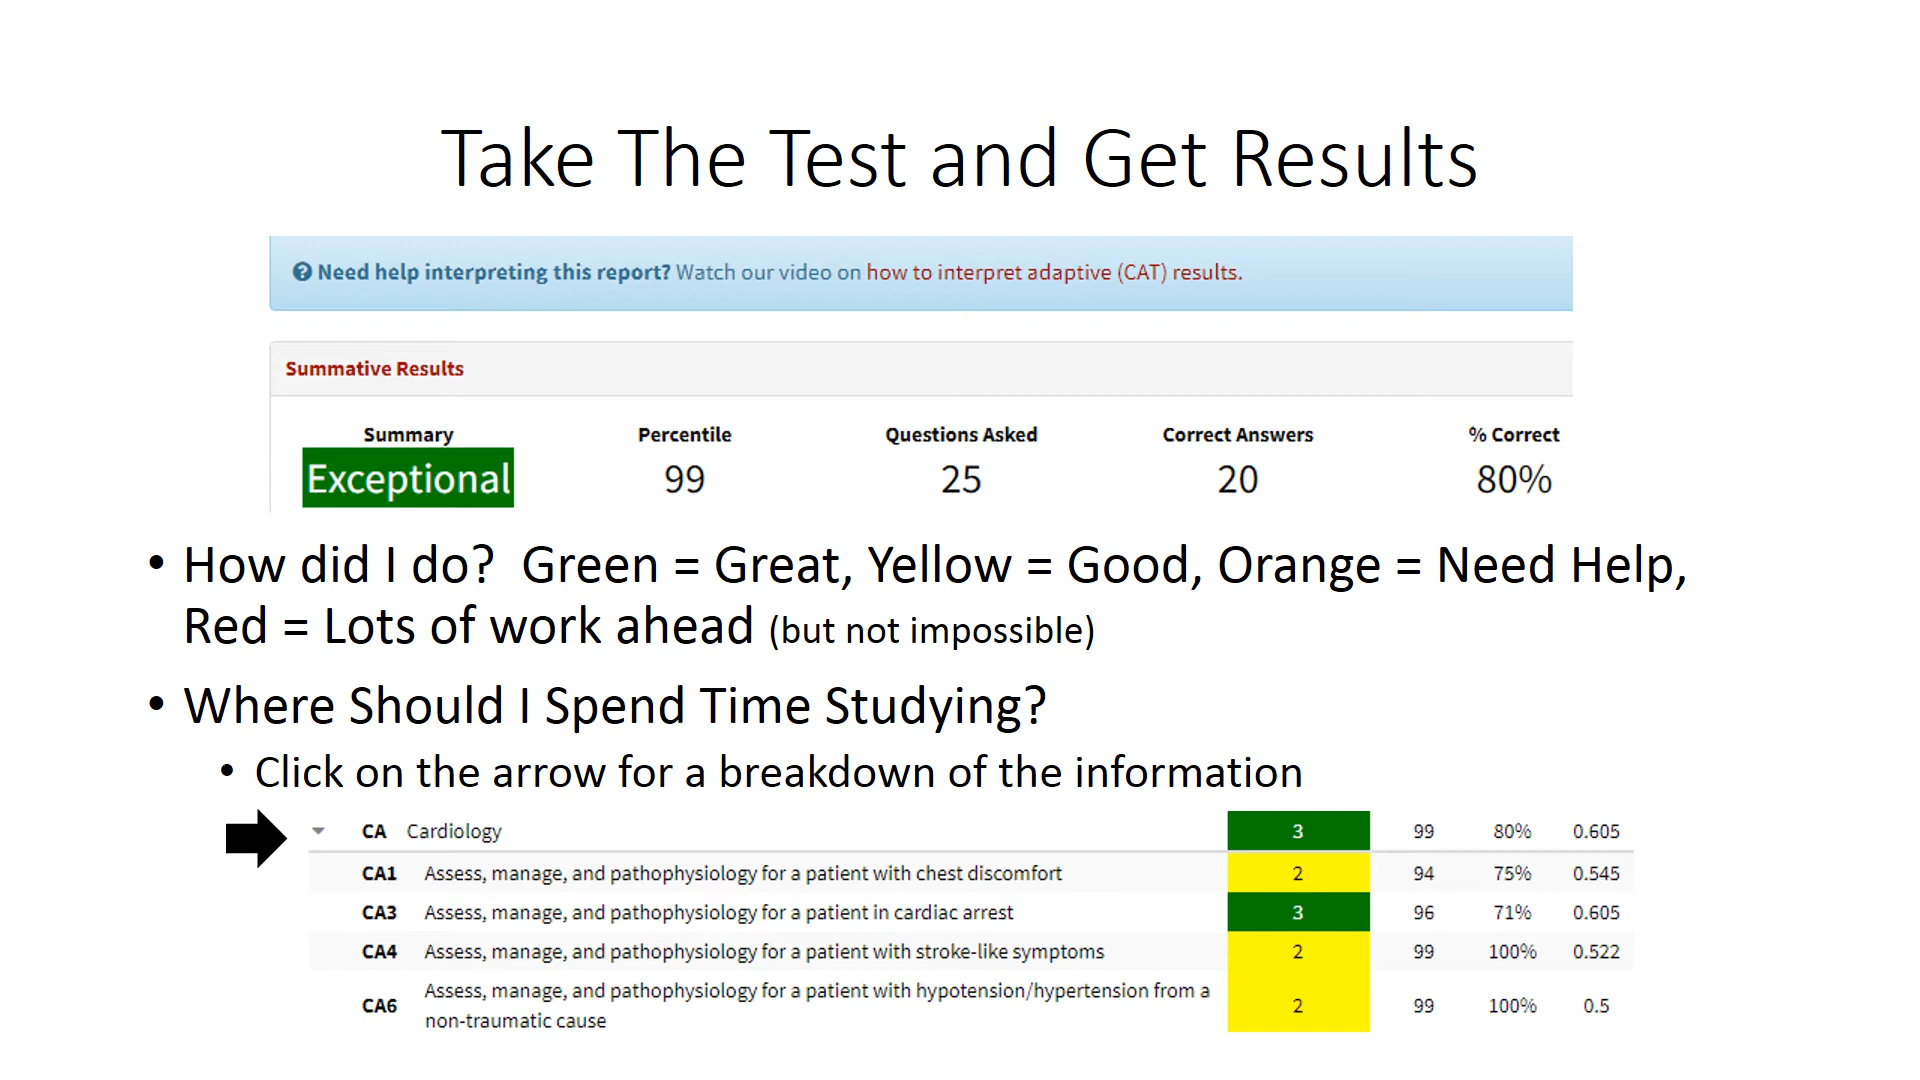 Take The Test and Get Results
Need help interpreting this report? Watch our video on how to interpret adaptive (CAT) results.
Summative Results
Summary Percentile Questions Asked Correct Answers % Correct
Exceptional 99 25 20 80%
• How did I do? Green = Great, Yellow = Good, Orange = Need Help,
Red = Lots of work ahead (but not impossible)
• Where Should I Spend Time Studying?
• Click on the arrow for a breakdown of the information
CA Cardiology 3 99 80% 0.605
CA1 Assess, manage, and pathophysiology for a patient with chest discomfort 2 94 75% 0.545
CA3 Assess, manage, and pathophysiology for a patient in cardiac arrest 3 96 71% 0.605
CA4 Assess, manage, and pathophysiology for a patient with stroke-like symptoms 2 99 100% 0.522
CA6 Assess, manage, and pathophysiology for a patient with hypotension/hypertension from a
non-traumatic cause 2 99 100% 0.5